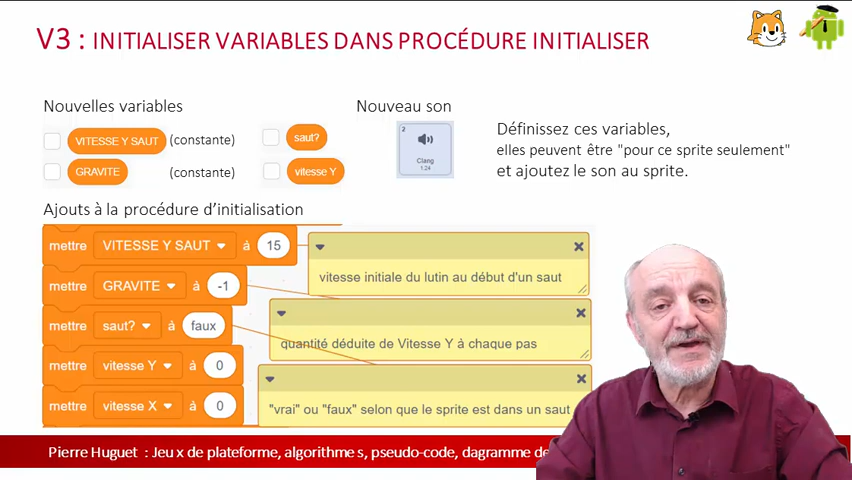 V3 : INITIALISER VARIABLES DANS PROCÉDURE INITIALISER
Nouvelles variables
VITESSE Y SAUT (constante) saut?
GRAVITE (constante) vitesse Y
Nouveau son
2
Clang
1.24
Définissez ces variables,
elles peuvent être "pour ce sprite seulement"
et ajoutez le son au sprite.
Ajouts à la procédure d'initialisation
mettre VITESSE Y SAUT à 15
vitesse initiale du lutin au début d'un saut
mettre GRAVITE à -1
mettre saut? à faux
quantité déduite de Vitesse Y à chaque pas
mettre vitesse Y à 0
mettre vitesse X à 0
"vrai" ou "faux" selon que le sprite est dans un saut
Pierre Huguet : Jeu x de plateforme, algorithme s, pseudo-code, dagramme de